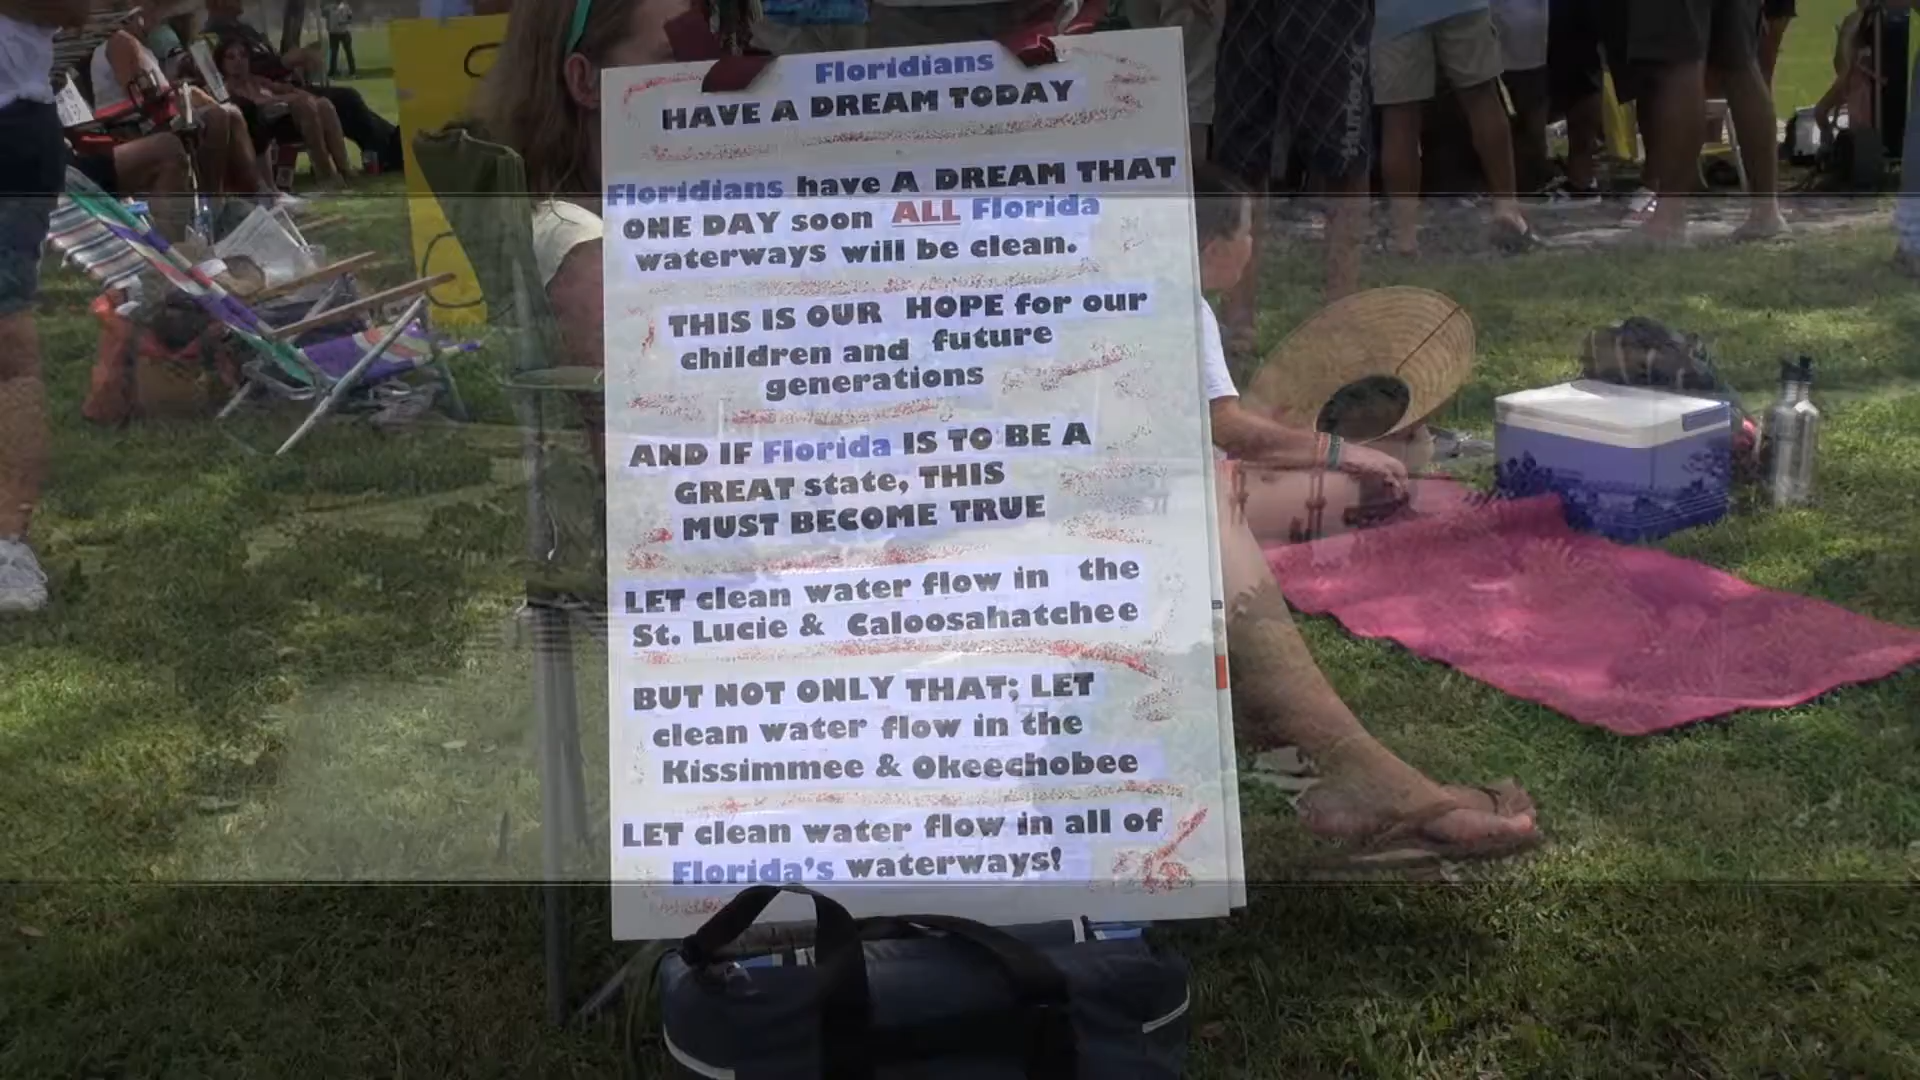 Floridians
HAVE A DREAM TODAY
Floridians have A DREAM THAT
ONE DAY soon ALL Florida
waterways will be clean.
THIS IS OUR HOPE for our
children and future
generations
AND IF Florida IS TO BE A
GREAT state, THIS
MUST BECOME TRUE
LET clean water flow in the
St. Lucie & Caloosahatchee
BUT NOT ONLY THAT; LET
clean water flow in the
Kissimmee & Okeechobee
LET clean water flow in all of
Florida's waterways!
Hurley